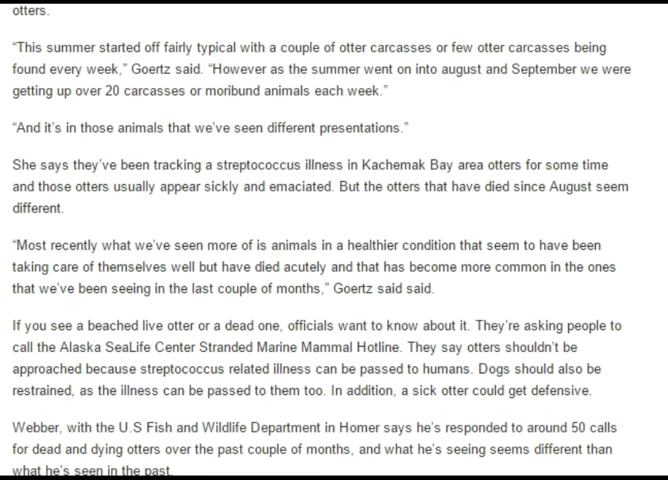 otters.
“This summer started off fairly typical with a couple of otter carcasses or few otter carcasses being
found every week,” Goertz said. “However as the summer went on into august and September we were
getting up over 20 carcasses or moribund animals each week.”
“And it’s in those animals that we’ve seen different presentations.”
She says they’ve been tracking a streptococcus illness in Kachemak Bay area otters for some time
and those otters usually appear sickly and emaciated. But the otters that have died since August seem
different.
“Most recently what we’ve seen more of is animals in a healthier condition that seem to have been
taking care of themselves well but have died acutely and that has become more common in the ones
that we’ve been seeing in the last couple of months,” Goertz said said.
If you see a beached live otter or a dead one, officials want to know about it. They’re asking people to
call the Alaska SeaLife Center Stranded Marine Mammal Hotline. They say otters shouldn’t be
approached because streptococcus related illness can be passed to humans. Dogs should also be
restrained, as the illness can be passed to them too. In addition, a sick otter could get defensive.
Webber, with the U.S Fish and Wildlife Department in Homer says he’s responded to around 50 calls
for dead and dying otters over the past couple of months, and what he’s seeing seems different than
what he’s seen in the past.